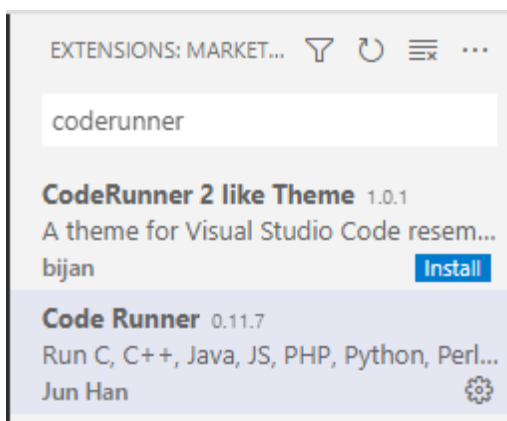 EXTENSIONS: MARKET...
coderunner
CodeRunner 2 like Theme 1.0.1
A theme for Visual Studio Code resem...
bijan Install
Code Runner 0.11.7
Run C, C++, Java, JS, PHP, Python, Perl...
Jun Han